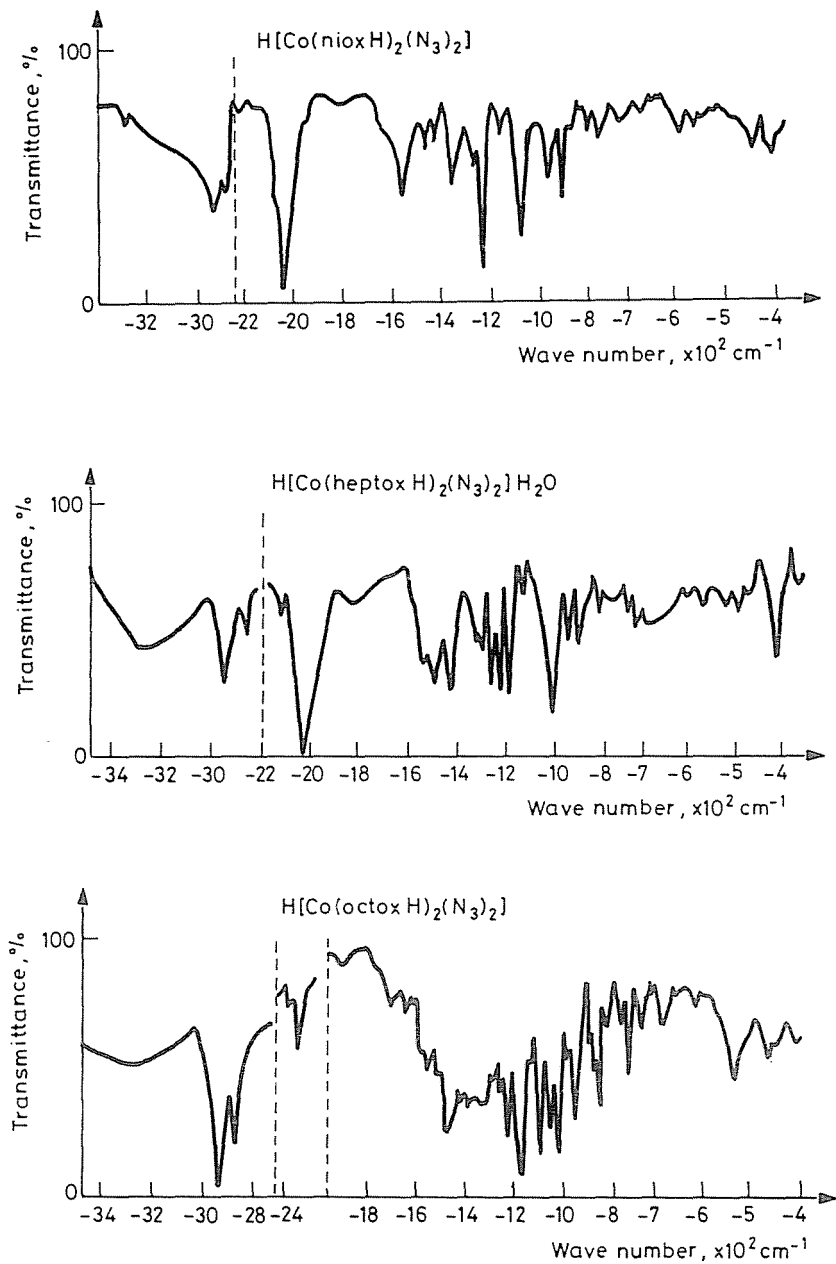 H[Co(nioxH)₂(N₃)₂]
100
Transmittance, %
0
-32 -30 -22 -20 -18 -16 -14 -12 -10 -8 -7 -6 -5 -4
Wave number, x10² cm⁻¹
H[Co(heptoxH)₂(N₃)₂]H₂O
100
Transmittance, %
0
-34 -30 -22 -20 -16 -14 -12 -10 -8 -7 -6 -4
Wave number, x10² cm⁻¹
H[Co(octoxH)₂(N₃)₂]
100
Transmittance, %
0
-34 -30 -28 -24 -18 -16 -14 -12 -10 -8 -7 -6 -5 -4
Wave number, x10² cm⁻¹